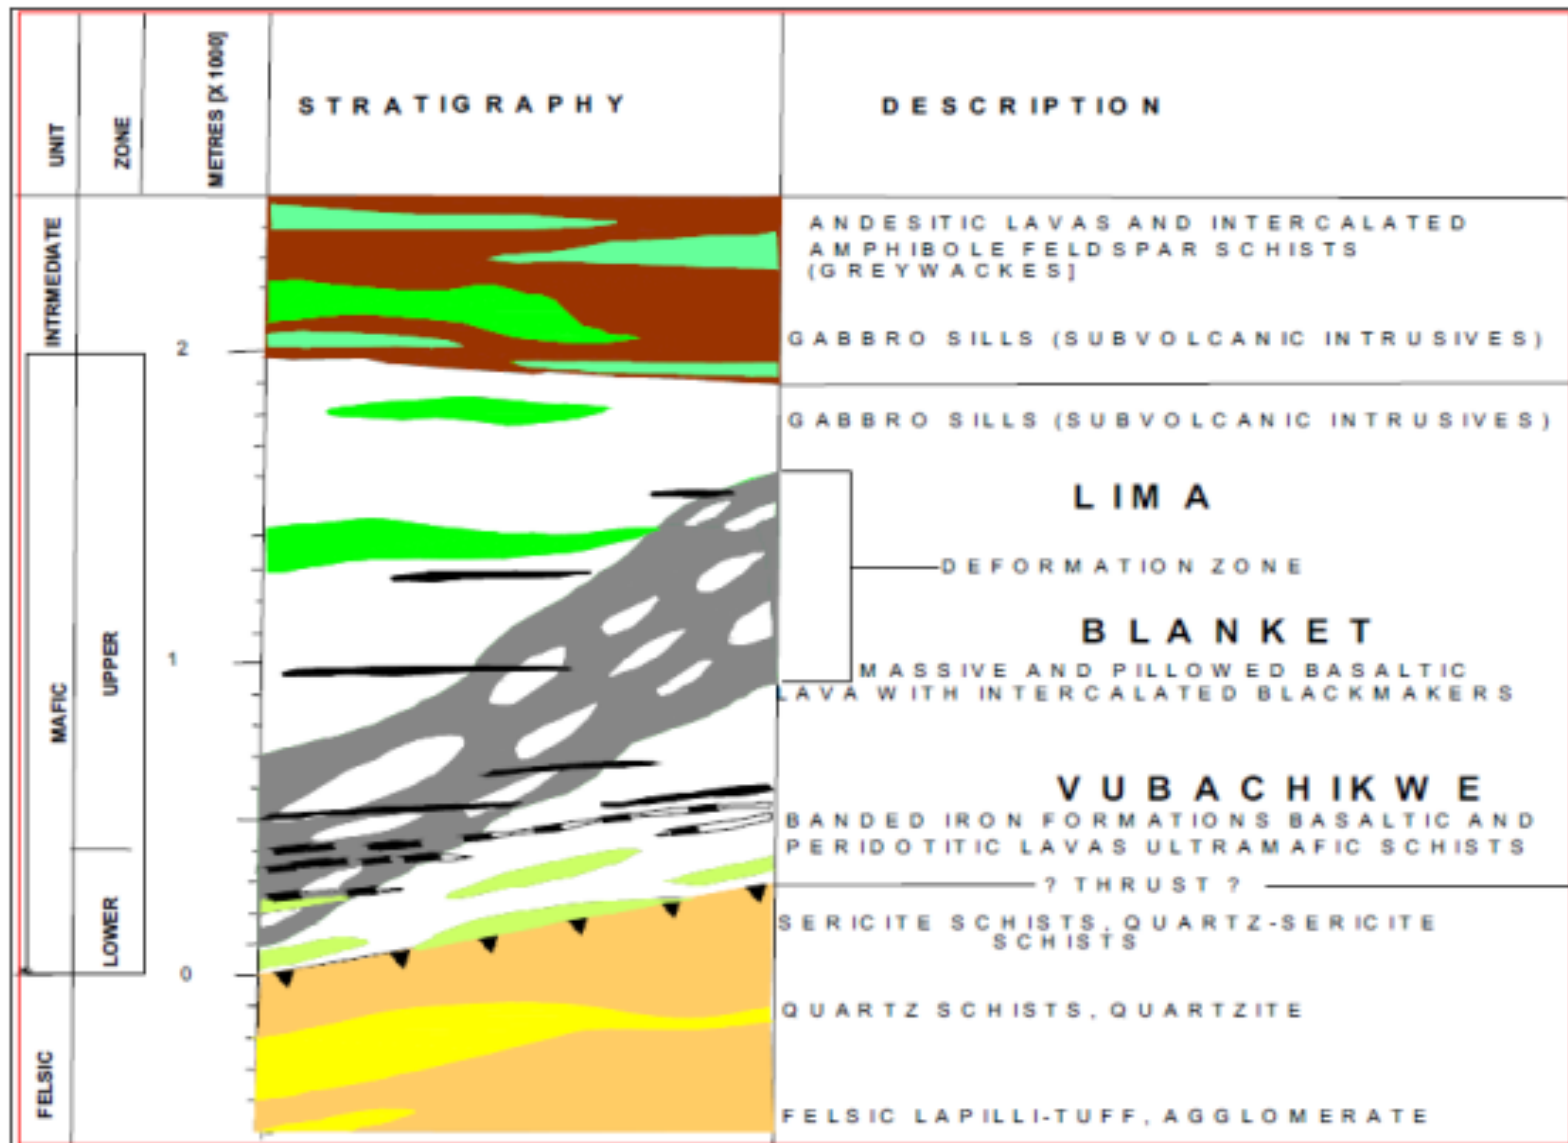 UNIT
ZONE
METRES [X 1000]
STRATIGRAPHY
DESCRIPTION
INTRMEDIATE
ANDESITIC LAVAS AND INTERCALATED
AMPHIBOLE FELDSPAR SCHISTS
(GREYWACKES]
2
GABBRO SILLS (SUBVOLCANIC INTRUSIVES)
GABBRO SILLS (SUBVOLCANIC INTRUSIVES)
LIMA
DEFORMATION ZONE
MAFIC
UPPER
1
BLANKET
MASSIVE AND PILLOWED BASALTIC
LAVA WITH INTERCALATED BLACKMAKERS
VUBACHIKWE
BANDED IRON FORMATIONS BASALTIC AND
PERIDOTITIC LAVAS ULTRAMAFIC SCHISTS
? THRUST ?
LOWER
SERICITE SCHISTS, QUARTZ-SERICITE
SCHISTS
0
QUARTZ SCHISTS, QUARTZITE
FELSIC
FELSIC LAPILLI-TUFF, AGGLOMERATE